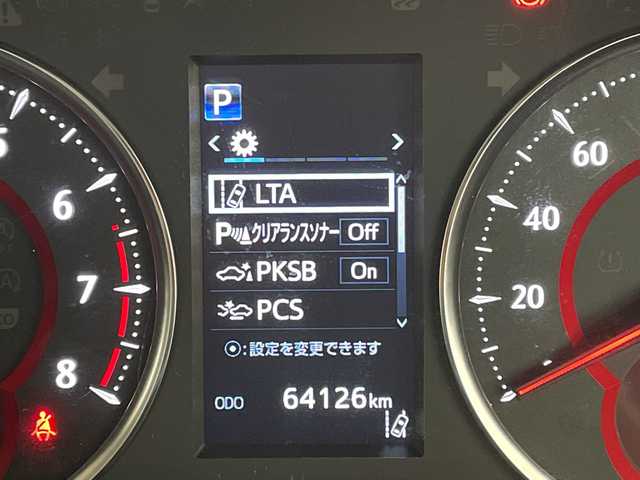 P
LTA
P クリアランスソナー Off
PKSB On
PCS
:設定を変更できます
ODO 64126km
6
7
8
60
40
20